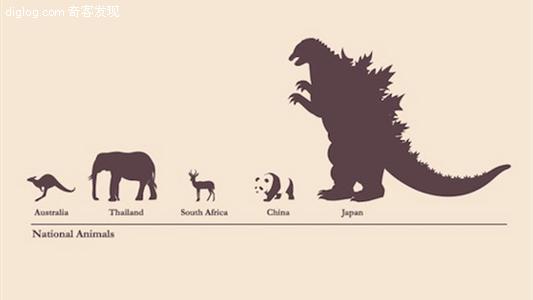 diglog.com 奇客发现
Australia Thailand South Africa China Japan
National Animals